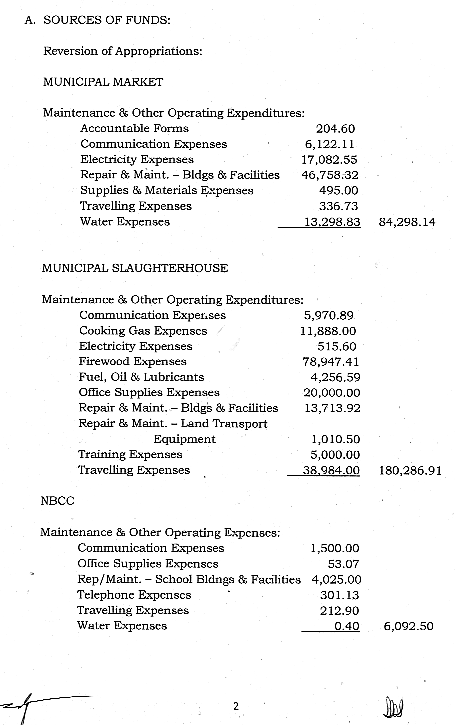 A. SOURCES OF FUNDS:
Reversion of Appropriations:
MUNICIPAL MARKET
Maintenance & Other Operating Expenditures:
Accountable Forms 204.60
Communication Expenses 6,122.11
Electricity Expenses 17,082.55
Repair & Maint. – Bldgs & Facilities 46,758.32
Supplies & Materials Expenses 495.00
Travelling Expenses 336.73
Water Expenses 13,298.83 84,298.14
MUNICIPAL SLAUGHTERHOUSE
Maintenance & Other Operating Expenditures:
Communication Expenses 5,970.89
Cooking Gas Expenses 11,888.00
Electricity Expenses 515.60
Firewood Expenses 78,947.41
Fuel, Oil & Lubricants 4,256.59
Office Supplies Expenses 20,000.00
Repair & Maint. – Bldgs & Facilities 13,713.92
Repair & Maint. – Land Transport
Equipment 1,010.50
Training Expenses 5,000.00
Travelling Expenses 38,984.00 180,286.91
NBCC
Maintenance & Other Operating Expenses:
Communication Expenses 1,500.00
Office Supplies Expenses 53.07
Rep/Maint. – School Bldngs & Facilities 4,025.00
Telephone Expenses 301.13
Travelling Expenses 212.90
Water Expenses 0.40 6,092.50
2